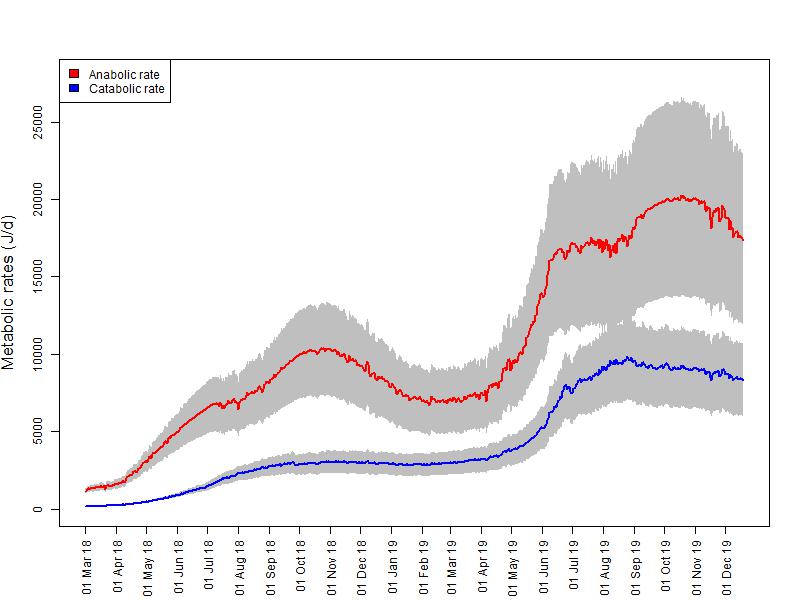 Anabolic rate
Catabolic rate
Metabolic rates (J/d)
25000
20000
15000
10000
5000
0
01 Mar 18
01 Apr 18
01 May 18
01 Jun 18
01 Jul 18
01 Aug 18
01 Sep 18
01 Oct 18
01 Nov 18
01 Dec 18
01 Jan 19
01 Feb 19
01 Mar 19
01 Apr 19
01 May 19
01 Jun 19
01 Jul 19
01 Aug 19
01 Sep 19
01 Oct 19
01 Nov 19
01 Dec 19